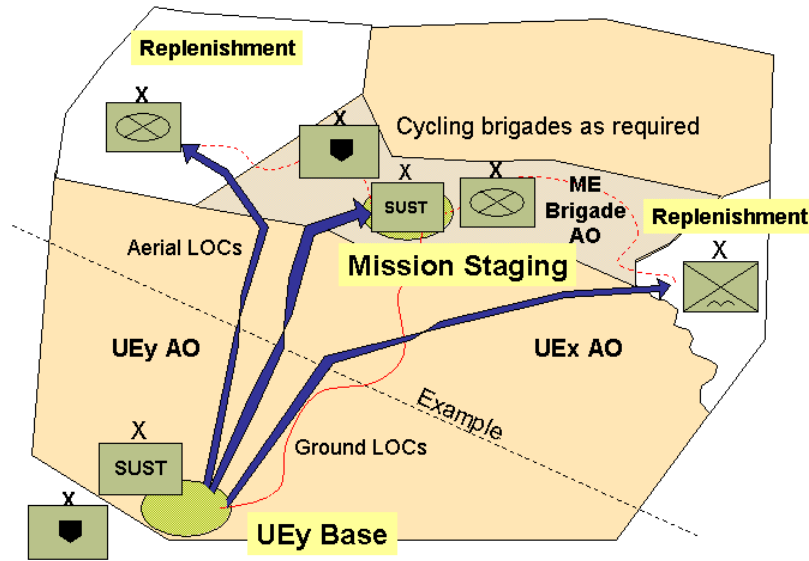 Replenishment
X
X
Cycling brigades as required
X
X
SUST
ME
Brigade
AO
Replenishment
X
Aerial LOCs
Mission Staging
UEy AO
UEx AO
Example
X
SUST
Ground LOCs
X
UEy Base